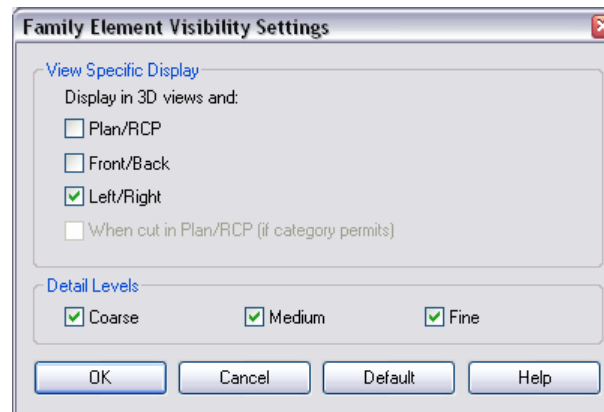 Family Element Visibility Settings
View Specific Display
Display in 3D views and:
Plan/RCP
Front/Back
Left/Right
When cut in Plan/RCP (if category permits)
Detail Levels
Coarse Medium Fine
OK Cancel Default Help